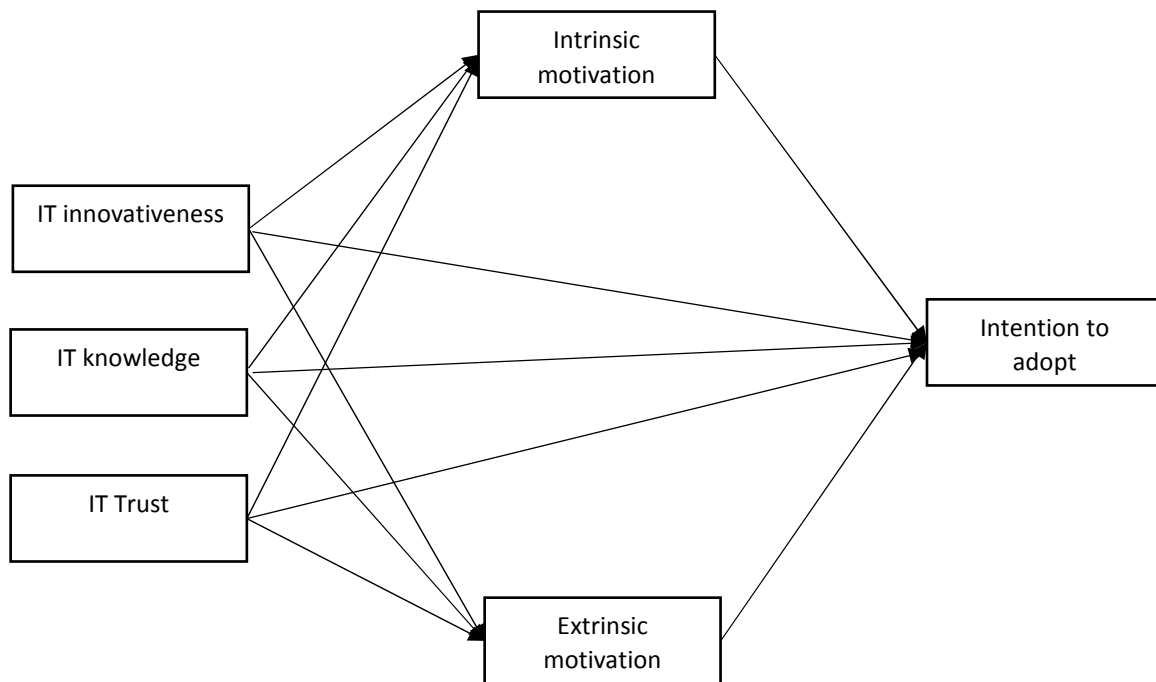 Intrinsic
motivation
IT innovativeness
IT knowledge
Intention to
adopt
IT Trust
Extrinsic
motivation